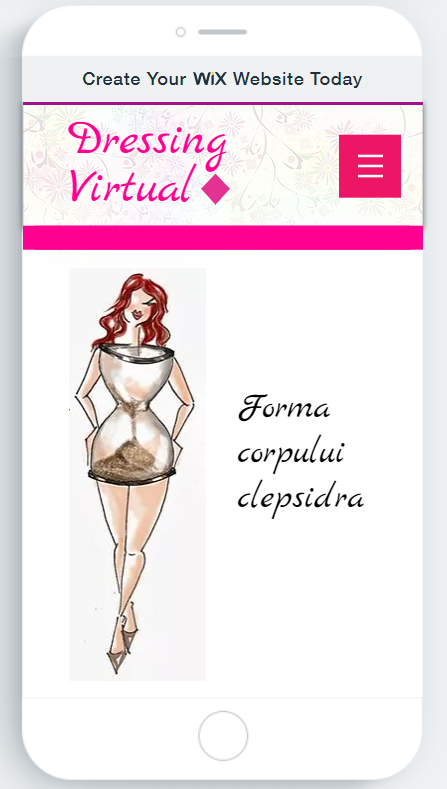 Create Your WiX Website Today
Dressing
Virtual
Forma
corpului
clepsidra